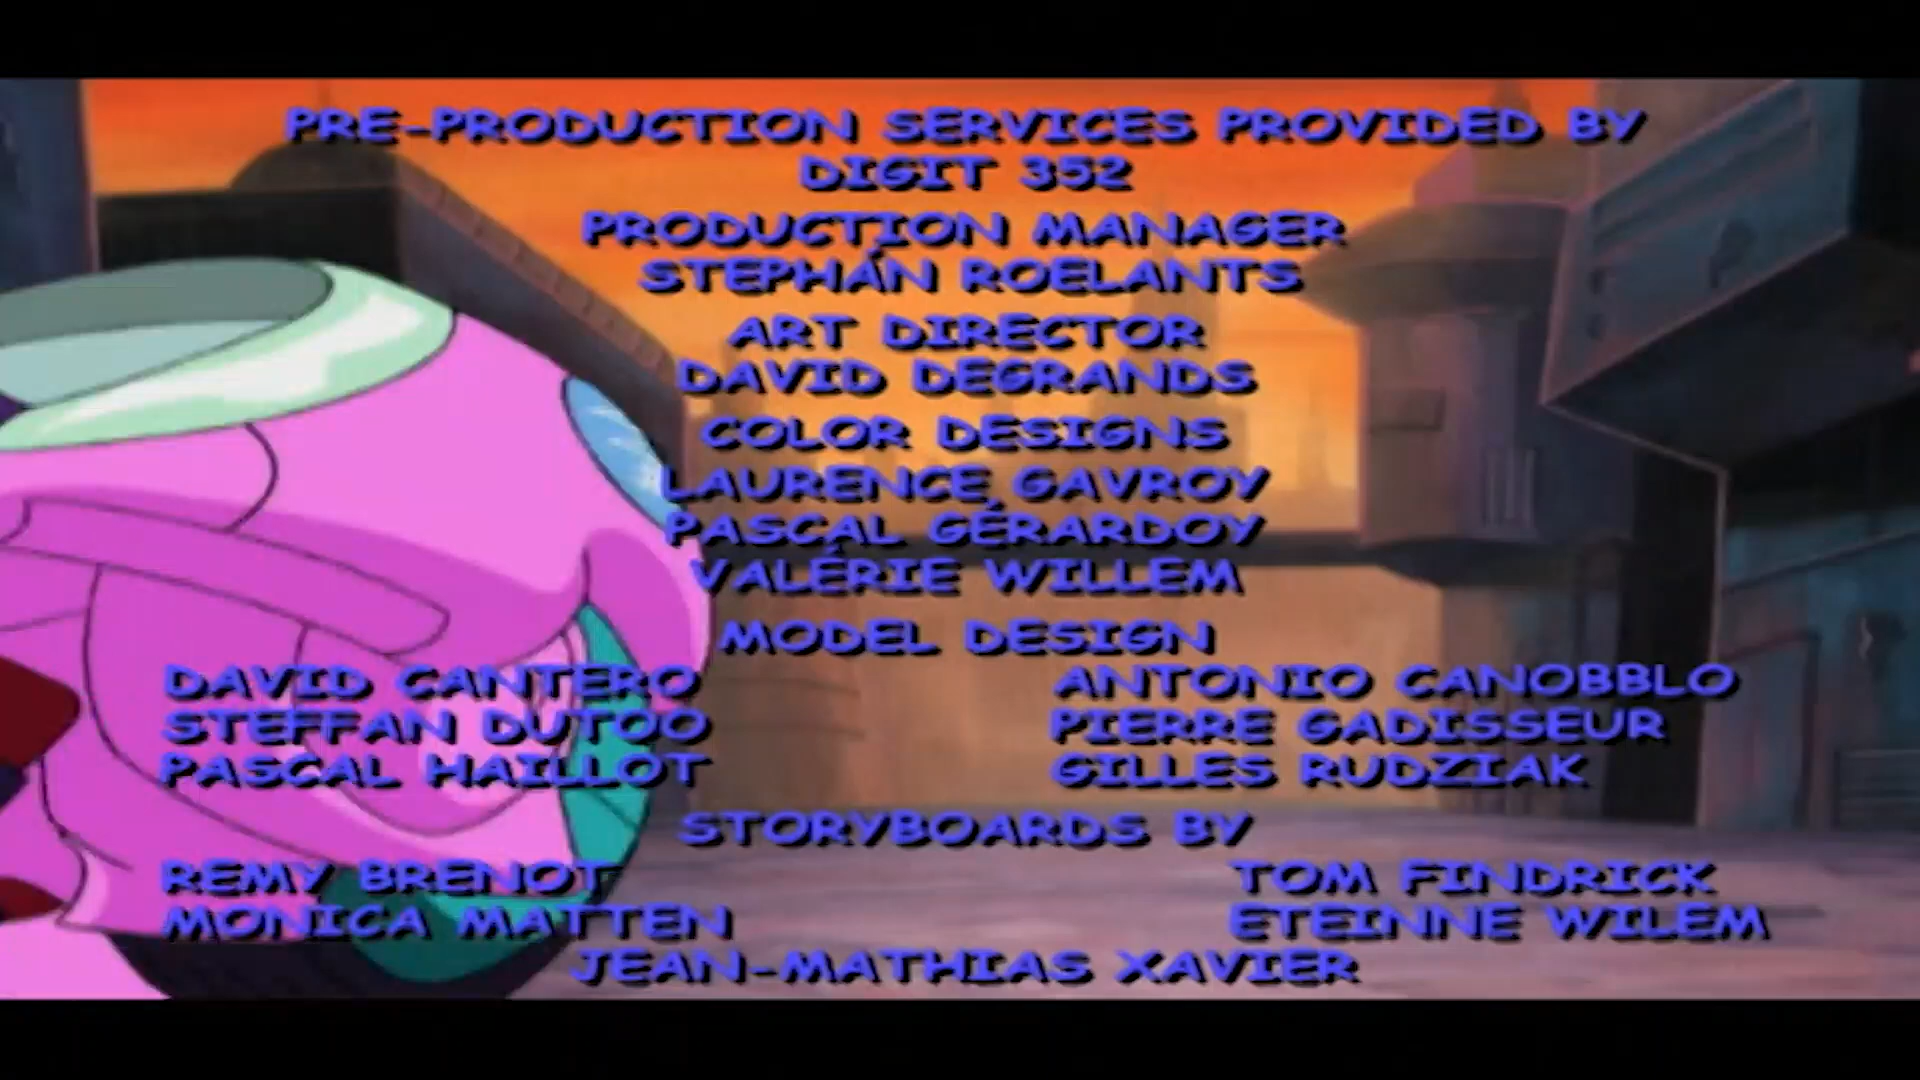 PRE-PRODUCTION SERVICES PROVIDED BY
DIGIT 352
PRODUCTION MANAGER
STEPHÁN ROELANTS
ART DIRECTOR
DAVID DEGRANDS
COLOR DESIGNS
LAURENCE GAVROY
PASCAL GÉRARDOY
VALÉRIE WILLEM
MODEL DESIGN
DAVID CANTERO ANTONIO CANOBBLO
STEFFAN DUTOO PIERRE GADISSEUR
PASCAL HAILLOT GILLES RUDZIAK
STORYBOARDS BY
REMY BRENOT TOM FINDRICK
MONICA MATTEN ETEINNE WILEM
JEAN-MATHIAS XAVIER